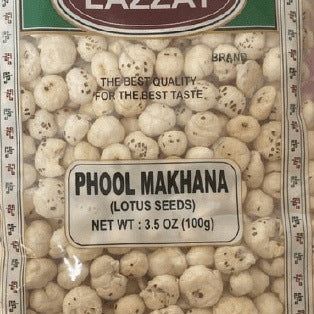 LAZZAT
BRAND
THE BEST QUALITY
FOR THE BEST TASTE
PHOOL MAKHANA
(LOTUS SEEDS)
NET WT : 3.5 OZ (100g)